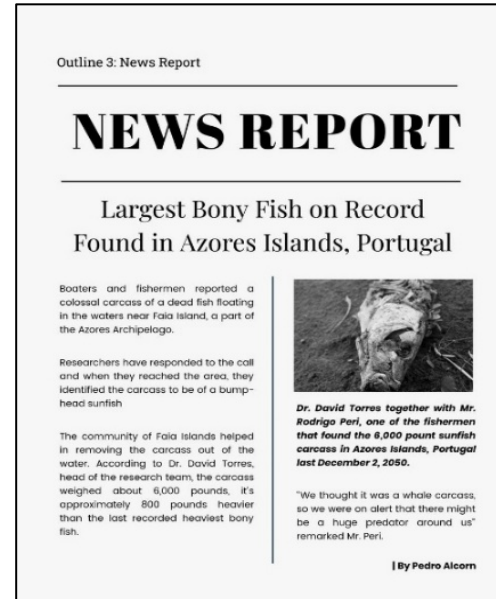 Outline 3: News Report
NEWS REPORT
Largest Bony Fish on Record
Found in Azores Islands, Portugal
Boaters and fishermen reported a
colossal carcass of a dead fish floating
in the waters near Faia Island, a part of
the Azores Archipelago.
Researchers have responded to the call
and when they reached the area, they
identified the carcass to be of a bump-
head sunfish
The community of Faia Islands helped
in removing the carcass out of the
water. According to Dr. David Torres,
head of the research team, the carcass
weighed about 6,000 pounds, it's
approximately 800 pounds heavier
than the last recorded heaviest bony
fish.
Dr. David Torres together with Mr.
Rodrigo Peri, one of the fishermen
that found the 6,000 pount sunfish
carcass in Azores Islands, Portugal
last December 2, 2050.
"We thought it was a whale carcass,
so we were on alert that there might
be a huge predator around us"
remarked Mr. Peri.
| By Pedro Alcorn